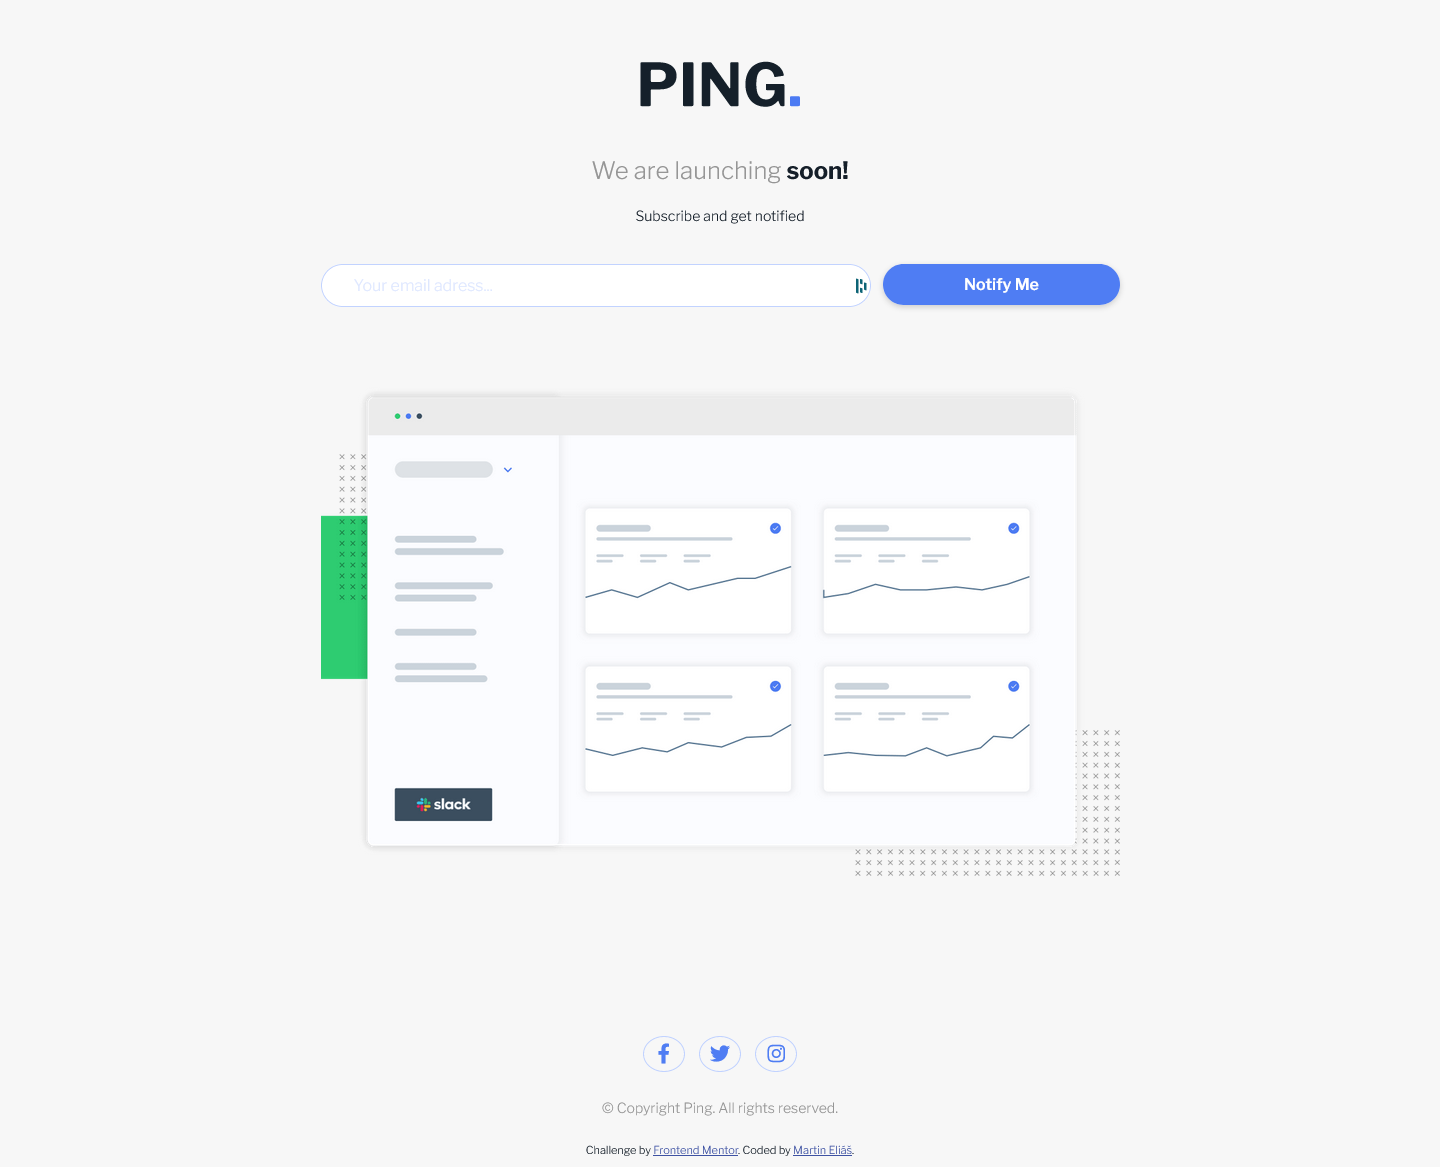 PING.
We are launching soon!
Subscribe and get notified
Your email adress...
Notify Me
slack
© Copyright Ping. All rights reserved.
Challenge by Frontend Mentor. Coded by Martin Eliáš.